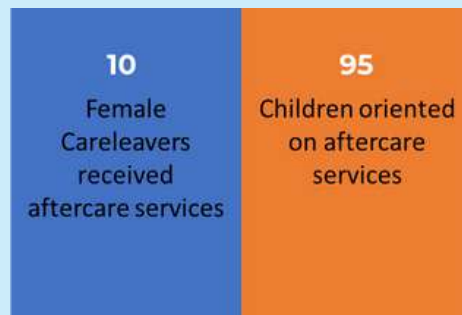 10
Female
Careleavers
received
aftercare services
95
Children oriented
on aftercare
services